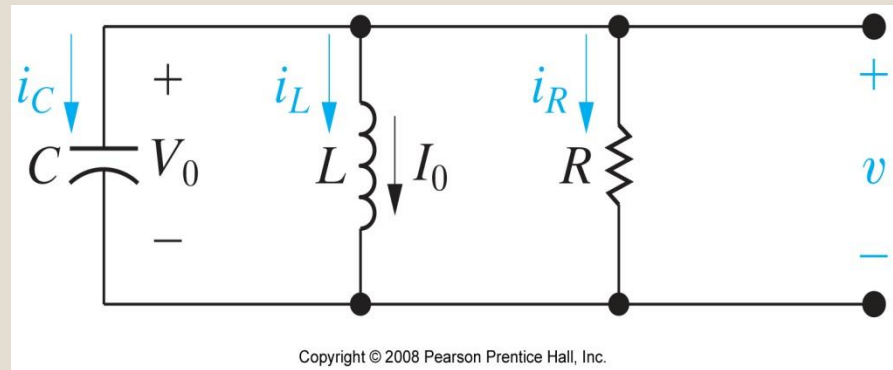 i_C + i_L i_R +
C V_0 L I_0 R v
− −
Copyright © 2008 Pearson Prentice Hall, Inc.